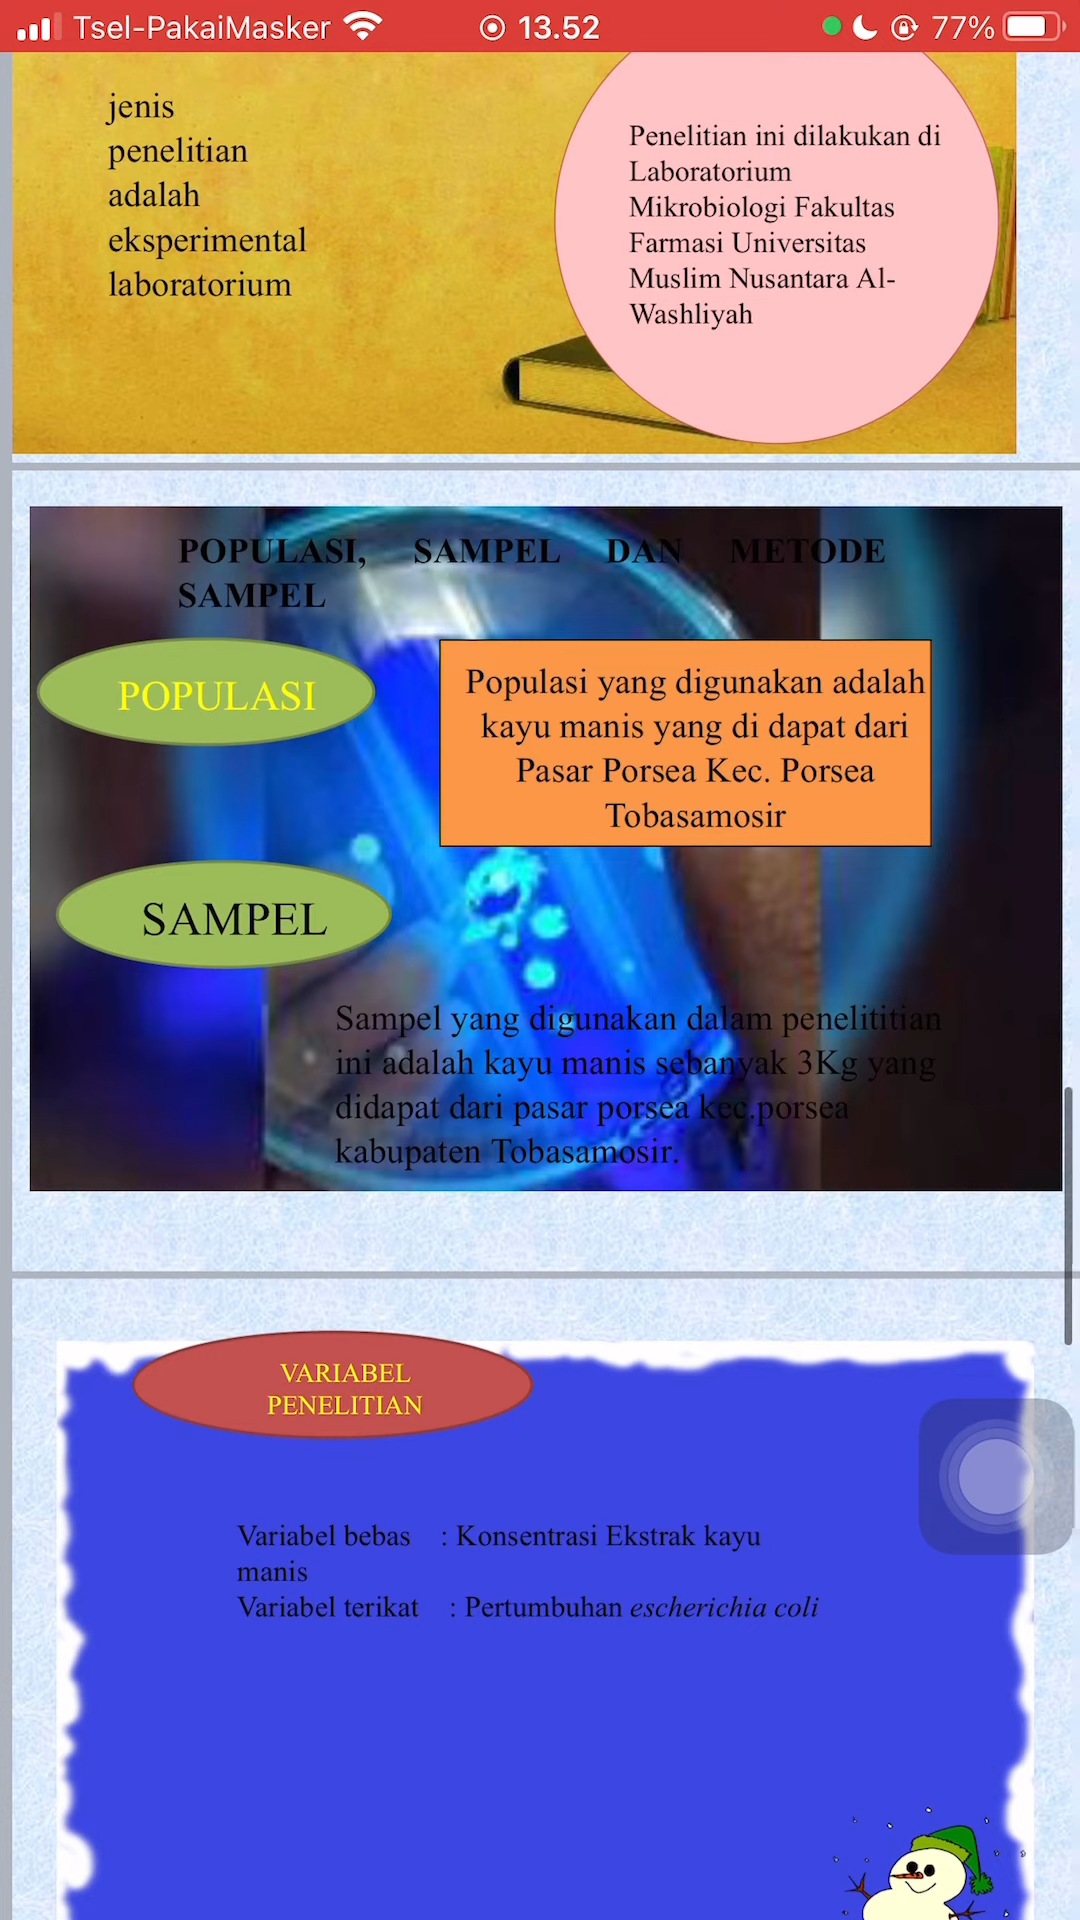 Tsel-PakaiMasker 13.52 77%
jenis
penelitian
adalah
eksperimental
laboratorium
Penelitian ini dilakukan di
Laboratorium
Mikrobiologi Fakultas
Farmasi Universitas
Muslim Nusantara Al-
Washliyah
POPULASI, SAMPEL DAN METODE
SAMPEL
POPULASI
Populasi yang digunakan adalah
kayu manis yang di dapat dari
Pasar Porsea Kec. Porsea
Tobasamosir
SAMPEL
Sampel yang digunakan dalam penelititian
ini adalah kayu manis sebanyak 3Kg yang
didapat dari pasar porsea kec.porsea
kabupaten Tobasamosir.
VARIABEL
PENELITIAN
Variabel bebas : Konsentrasi Ekstrak kayu
manis
Variabel terikat : Pertumbuhan escherichia coli